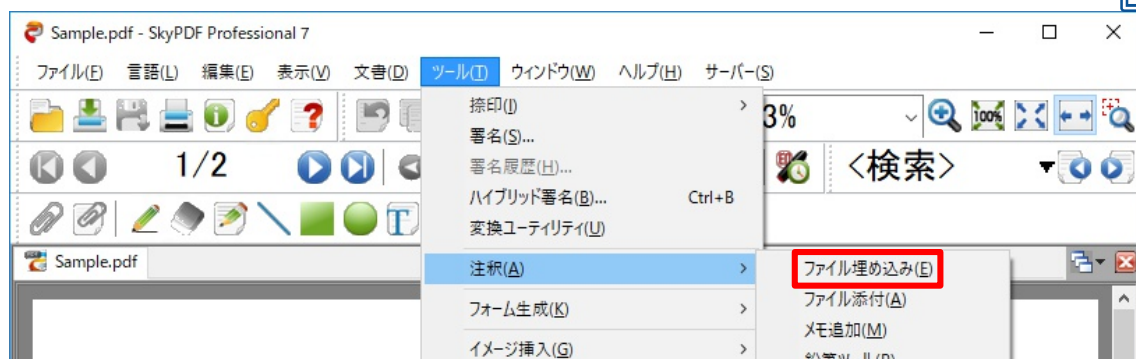 Sample.pdf - SkyPDF Professional 7
ファイル(F) 言語(L) 編集(E) 表示(V) 文書(D) ツール(T) ウィンドウ(W) ヘルプ(H) サーバー(S)
捺印(J)
3%
100%
署名(S)...
1/2
署名履歴(H)...
<検索>
ハイブリッド署名(B)... Ctrl+B
変換ユーティリティ(U)
T
Sample.pdf
注釈(A)
ファイル埋め込み(E)
ファイル添付(A)
フォーム生成(K)
メモ追加(M)
イメージ挿入(G)